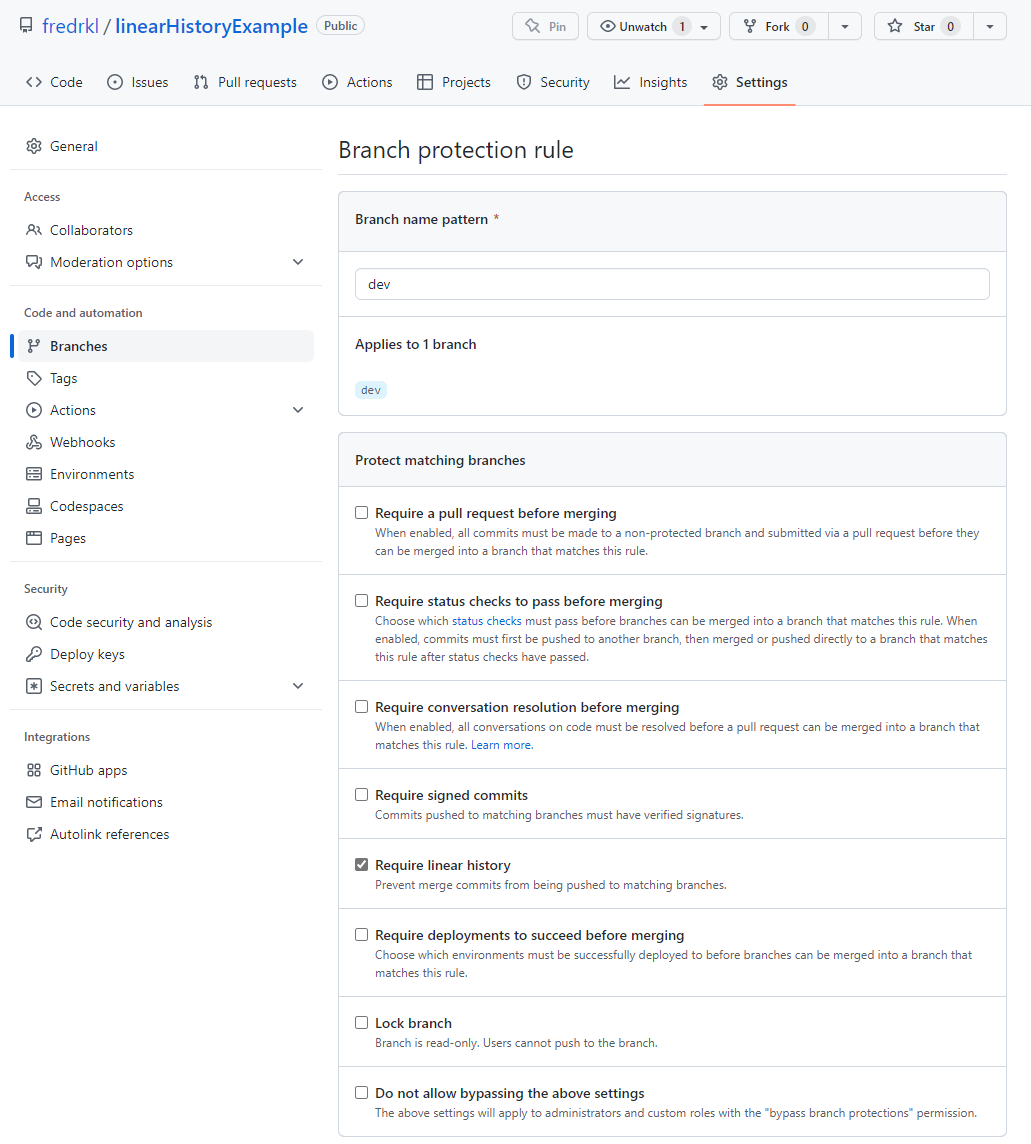 fredrkl / linearHistoryExample Public
Pin
Unwatch 1
Fork 0
Star 0
Code
Issues
Pull requests
Actions
Projects
Security
Insights
Settings
General
Access
Collaborators
Moderation options
Code and automation
Branches
Tags
Actions
Webhooks
Environments
Codespaces
Pages
Security
Code security and analysis
Deploy keys
Secrets and variables
Integrations
GitHub apps
Email notifications
Autolink references
Branch protection rule
Branch name pattern *
dev
Applies to 1 branch
dev
Protect matching branches
Require a pull request before merging
When enabled, all commits must be made to a non-protected branch and submitted via a pull request before they
can be merged into a branch that matches this rule.
Require status checks to pass before merging
Choose which status checks must pass before branches can be merged into a branch that matches this rule. When
enabled, commits must first be pushed to another branch, then merged or pushed directly to a branch that matches
this rule after status checks have passed.
Require conversation resolution before merging
When enabled, all conversations on code must be resolved before a pull request can be merged into a branch that
matches this rule. Learn more.
Require signed commits
Commits pushed to matching branches must have verified signatures.
Require linear history
Prevent merge commits from being pushed to matching branches.
Require deployments to succeed before merging
Choose which environments must be successfully deployed to before branches can be merged into a branch that
matches this rule.
Lock branch
Branch is read-only. Users cannot push to the branch.
Do not allow bypassing the above settings
The above settings will apply to administrators and custom roles with the "bypass branch protections" permission.